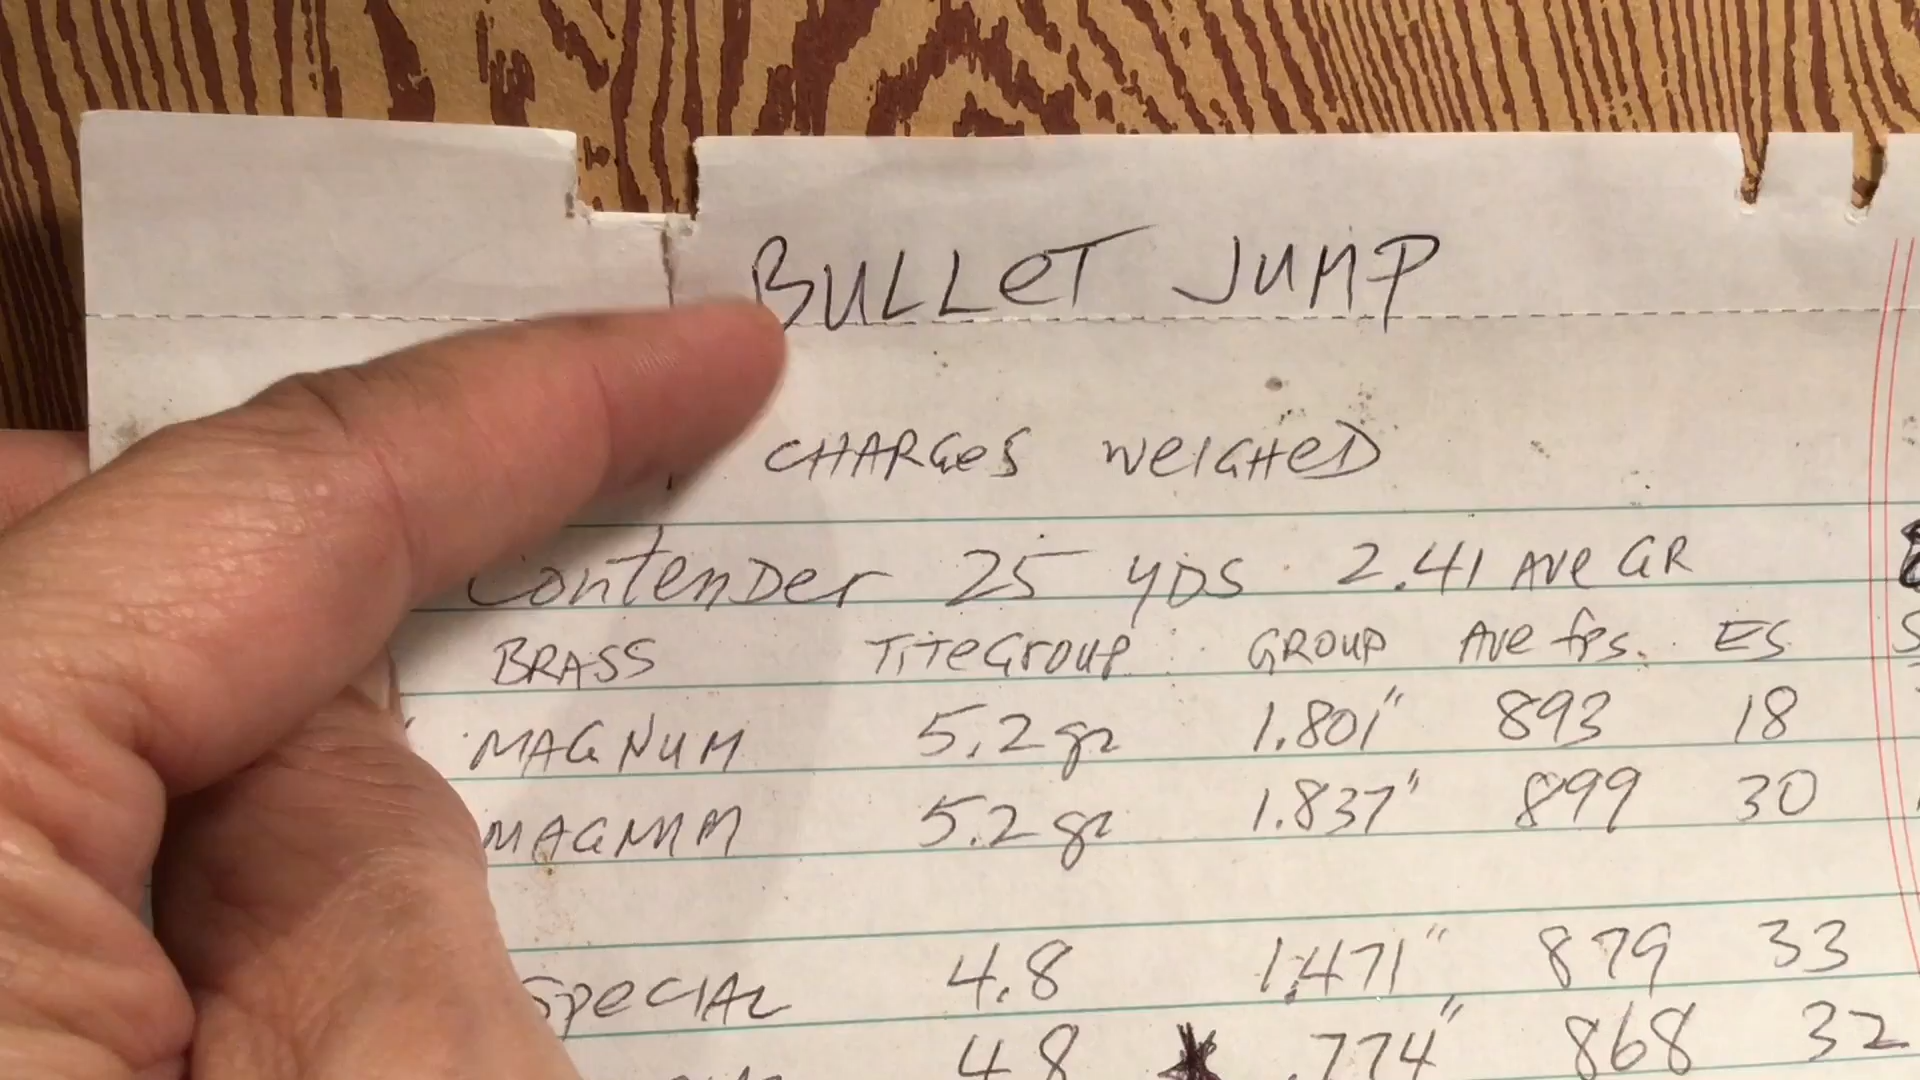 BULLET JUMP
CHARGES WEIGHED
Contender 25 YDS 2.41 AVE GR
BRASS TITEGROUP GROUP AVE fps. ES
MAGNUM 5.2 gr 1.801" 893 18
MAGNUM 5.2 gr 1.837" 899 30
SPECIAL 4.8 1.471" 879 33
4.8 * .774" 868 32